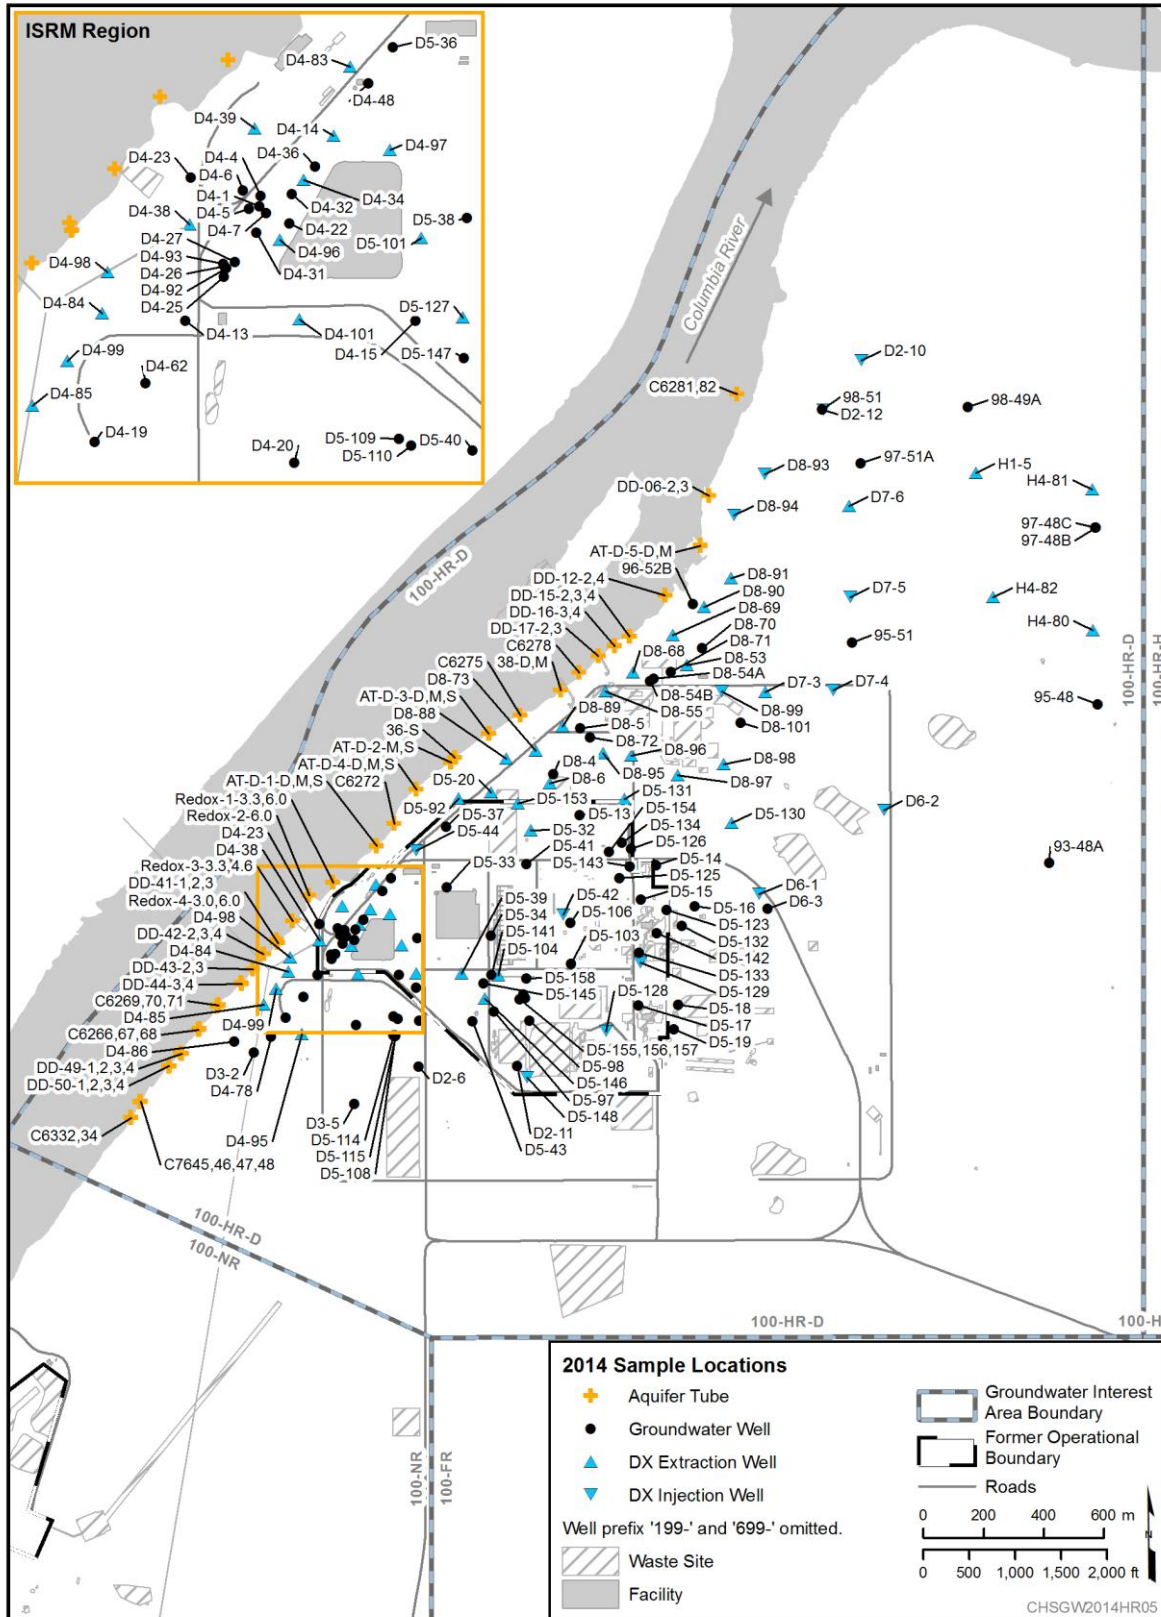 ISRM Region
D5-36
D4-83
D4-48
D4-39
D4-14
D4-97
D4-4
D4-36
D4-23
D4-6
D4-1
D4-34
D4-5
D4-32
D4-38
D4-7
D4-22
D5-38
D4-27
D5-101
D4-93
D4-96
D4-98
D4-26
D4-31
D4-92
D4-84
D4-25
D5-127
D4-13
D4-101
D4-15
D4-99
D5-147
D4-62
D4-85
D4-19
D4-20
D5-109
D5-40
D5-110
Columbia River
D2-10
C6281,82
98-51
D2-12
98-49A
97-51A
D8-93
H1-5
H4-81
DD-06-2,3
D7-6
D8-94
97-48C
97-48B
AT-D-5-D,M
96-52B
100-HR-D
DD-12-2,4
D8-91
DD-15-2,3,4
D8-90
D7-5
H4-82
DD-16-3,4
D8-69
DD-17-2,3
D8-70
H4-80
C6278
D8-71
95-51
38-D,M
D8-68
D8-53
C6275
D8-54A
100-HR-D
100-HR-H
D8-73
D8-54B
D7-3
D7-4
AT-D-3-D,M,S
D8-89
D8-99
95-48
D8-88
D8-5
D8-55
D8-101
36-S
D8-72
AT-D-2-M,S
D8-96
AT-D-4-D,M,S
D8-4
D8-98
C6272
D5-20
D8-6
D8-95
D8-97
AT-D-1-D,M,S
D5-131
Redox-1-3.3,6.0
D5-92
D5-153
D5-154
D6-2
Redox-2-6.0
D5-37
D5-13
D5-134
D5-130
D4-23
D5-44
D5-32
D5-126
D4-38
D5-41
93-48A
Redox-3-3.3,4.6
D5-33
D5-143
D5-14
DD-41-1,2,3
D5-125
Redox-4-3.0,6.0
D5-39
D5-42
D5-15
D6-1
D4-98
D5-34
D5-106
D5-16
D6-3
DD-42-2,3,4
D5-141
D5-123
D4-84
D5-104
D5-103
D5-132
DD-43-2,3
D5-142
DD-44-3,4
D5-158
D5-133
C6269,70,71
D5-145
D5-128
D5-129
D4-85
D5-18
C6266,67,68
D4-99
D5-17
D4-86
D5-19
DD-49-1,2,3,4
D3-2
D5-155,156,157
DD-50-1,2,3,4
D4-78
D2-6
D5-98
D5-146
D5-97
C6332,34
D4-95
D3-5
D5-148
D5-114
D2-11
D5-115
D5-43
C7645,46,47,48
D5-108
100-HR-D
100-NR
100-HR-D
100-H
100-NR
100-FR
2014 Sample Locations
Aquifer Tube
Groundwater Well
DX Extraction Well
DX Injection Well
Well prefix '199-' and '699-' omitted.
Waste Site
Facility
Groundwater Interest
Area Boundary
Former Operational
Boundary
Roads
0 200 400 600 m
0 500 1,000 1,500 2,000 ft
N
CHSGW2014HR05